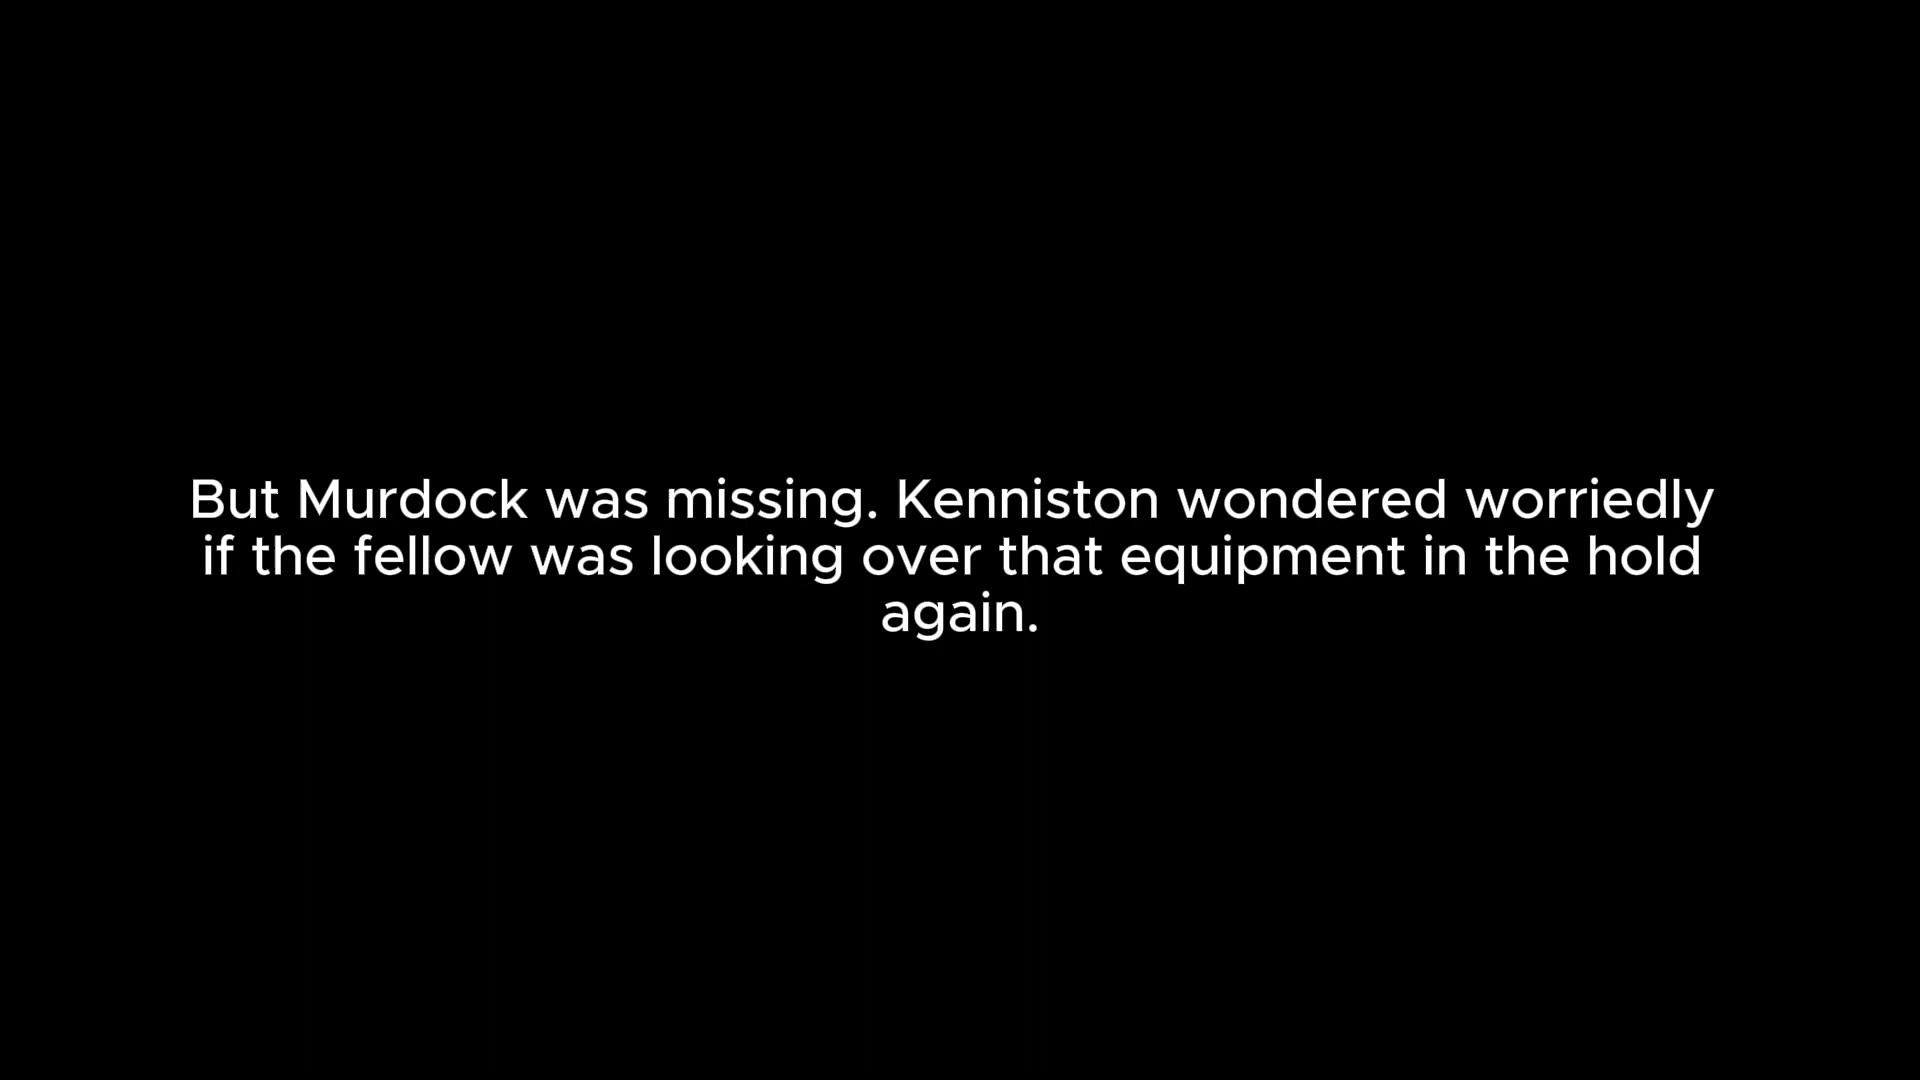 But Murdock was missing. Kenniston wondered worriedly
if the fellow was looking over that equipment in the hold
again.